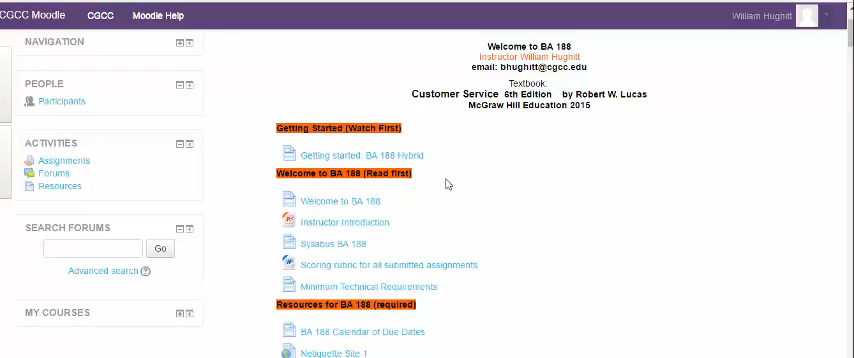 CGCC Moodle CGCC Moodle Help William Hughitt
NAVIGATION
PEOPLE
Participants
ACTIVITIES
Assignments
Forums
Resources
SEARCH FORUMS
Go
Advanced search
MY COURSES
Welcome to BA 188
Instructor William Hughitt
email: bhughitt@cgcc.edu
Textbook:
Customer Service 6th Edition by Robert W. Lucas
McGraw Hill Education 2015
Getting Started (Watch First)
Getting started: BA 188 Hybrid
Welcome to BA 188 (Read first)
Welcome to BA 188
Instructor Introduction
Syllabus BA 188
Scoring rubric for all submitted assignments
Minimum Technical Requirements
Resources for BA 188 (required)
BA 188 Calendar of Due Dates
Netiquette Site 1